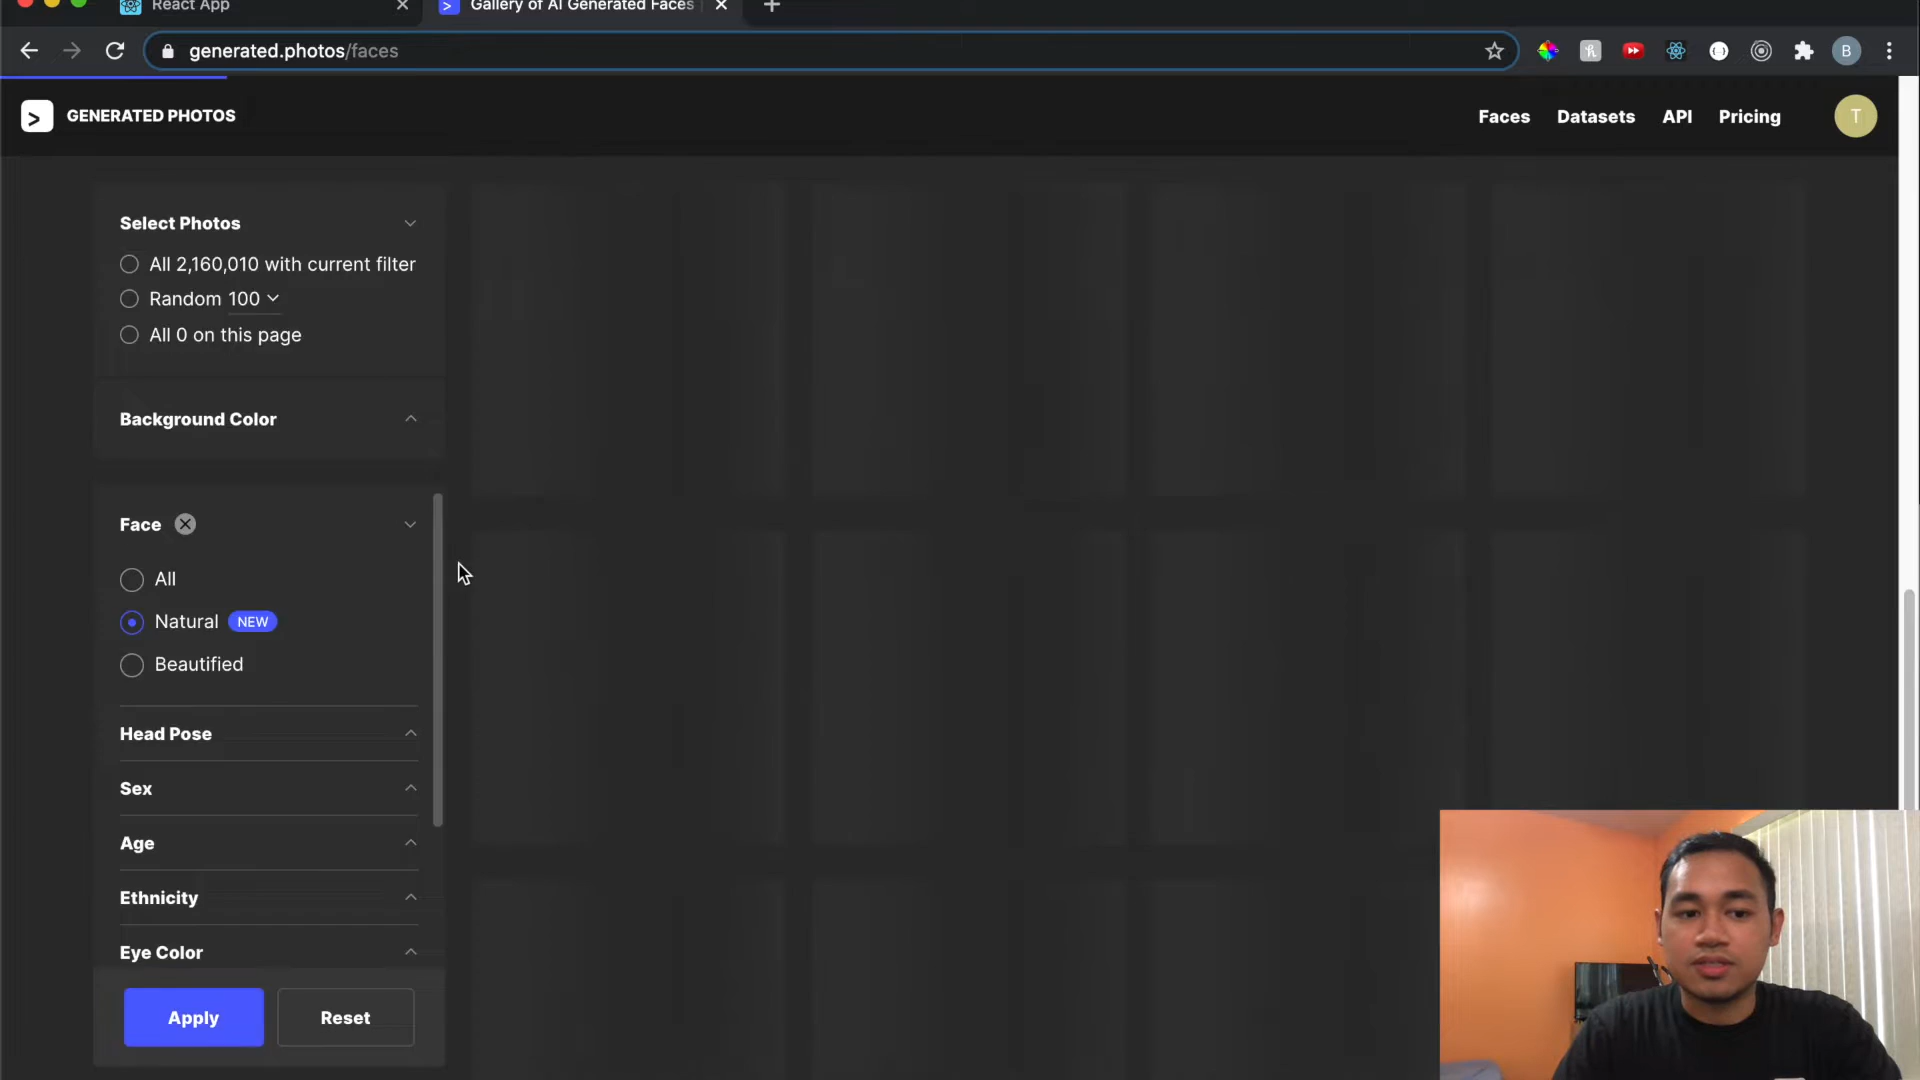 React App
Gallery of AI Generated Faces
generated.photos/faces
B
GENERATED PHOTOS
Faces
Datasets
API
Pricing
T
Select Photos
All 2,160,010 with current filter
Random 100
All 0 on this page
Background Color
Face
All
Natural NEW
Beautified
Head Pose
Sex
Age
Ethnicity
Eye Color
Apply
Reset